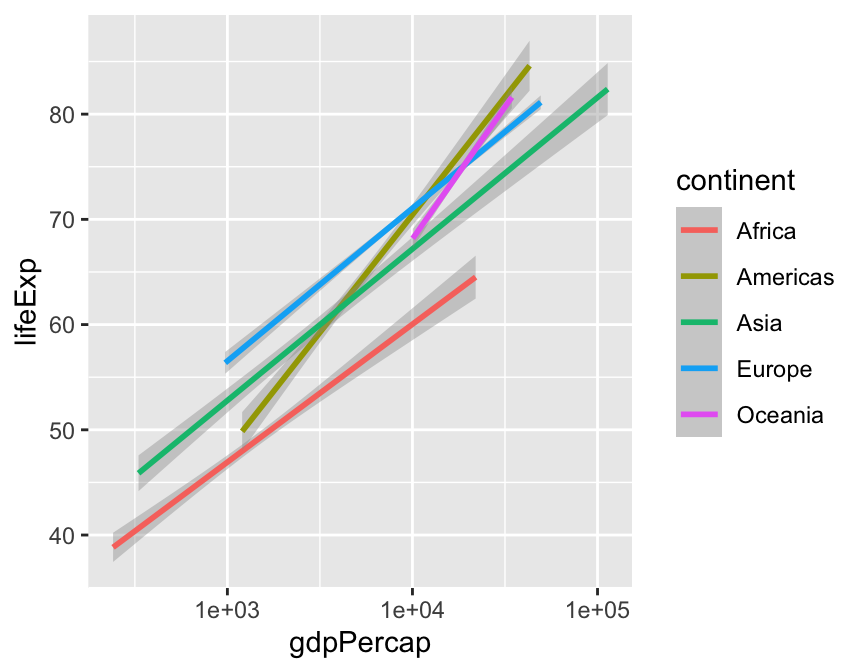 80
70
60
50
40
lifeExp
1e+03 1e+04 1e+05
gdpPercap
continent
Africa
Americas
Asia
Europe
Oceania